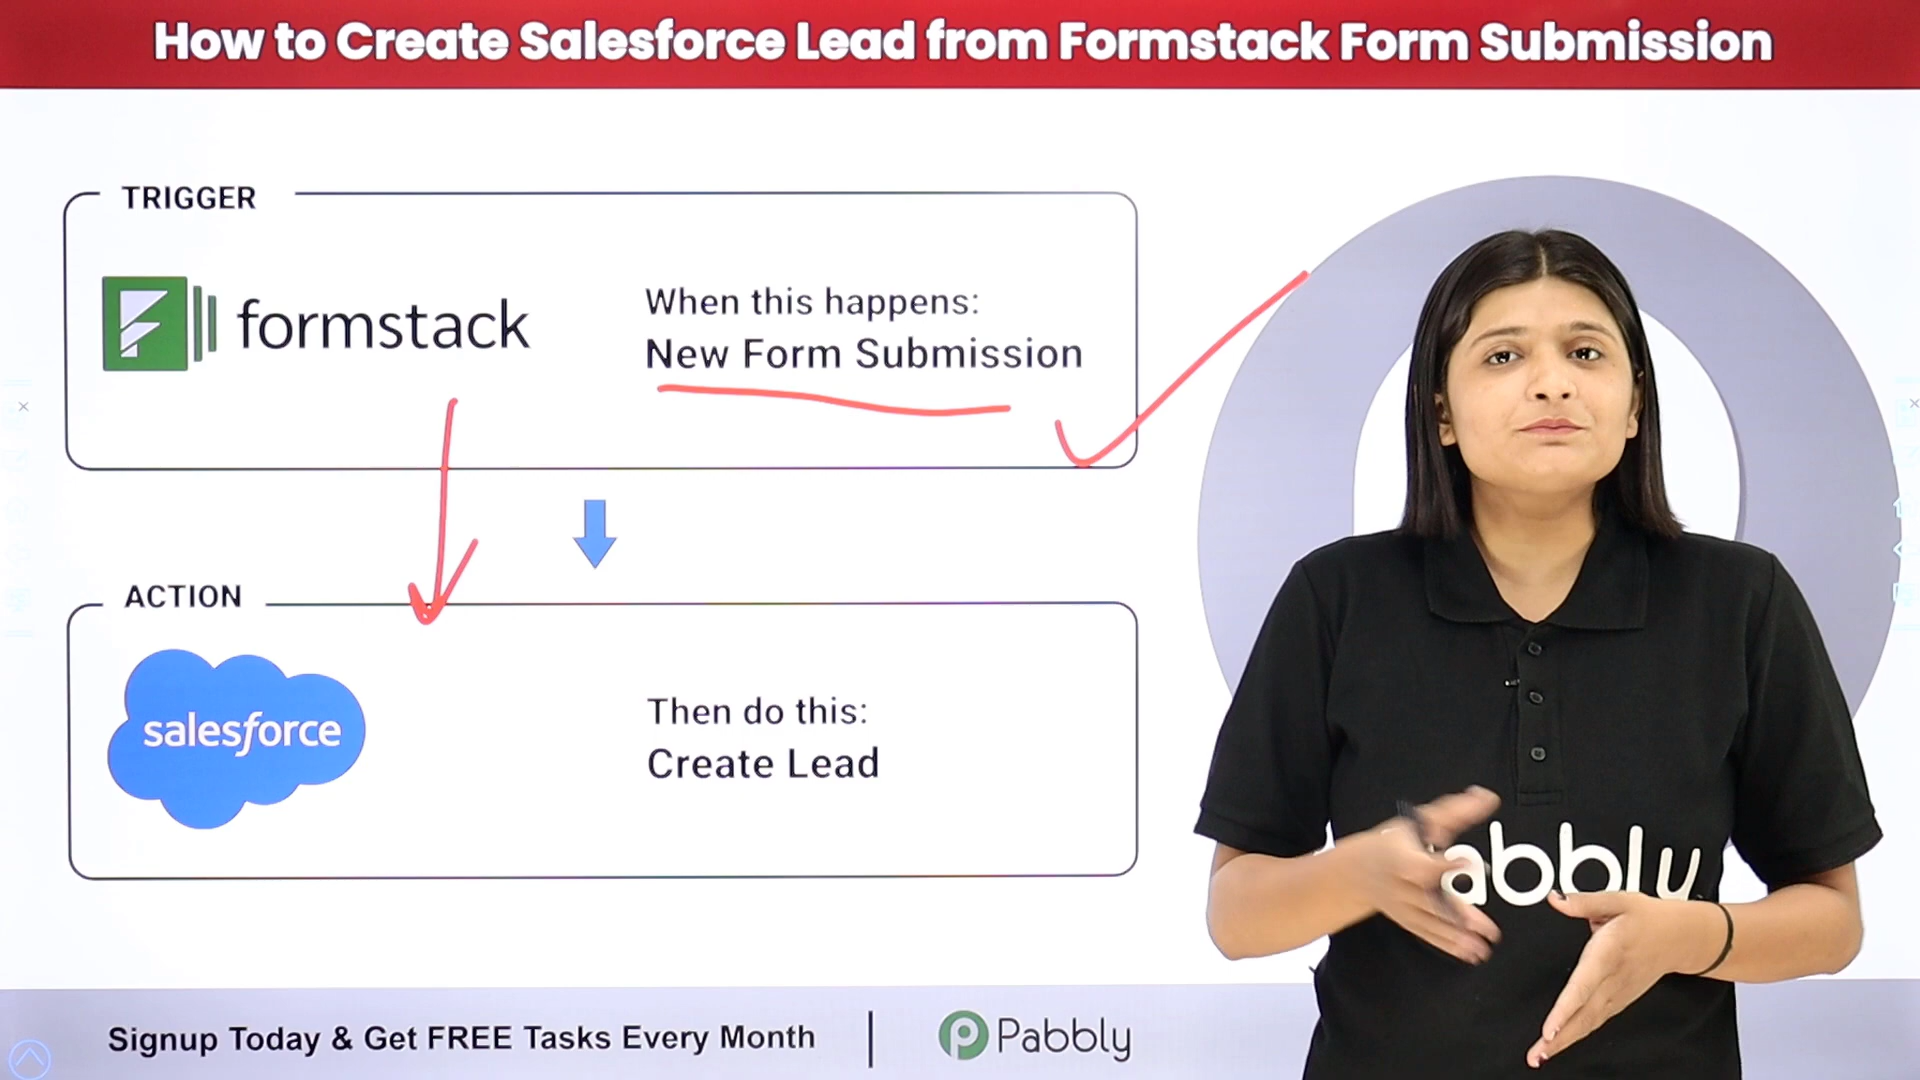 How to Create Salesforce Lead from Formstack Form Submission
TRIGGER
formstack
When this happens:
New Form Submission
ACTION
salesforce
Then do this:
Create Lead
abbly
Signup Today & Get FREE Tasks Every Month
Pabbly